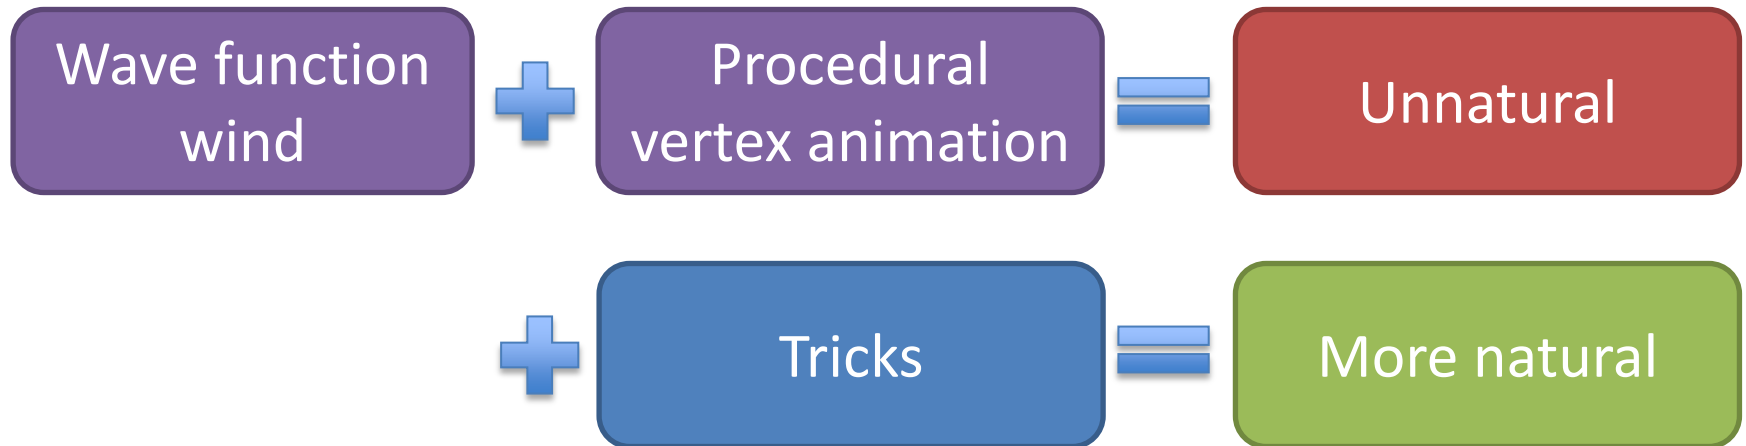 Wave function
wind
Procedural
vertex animation
Unnatural
Tricks
More natural